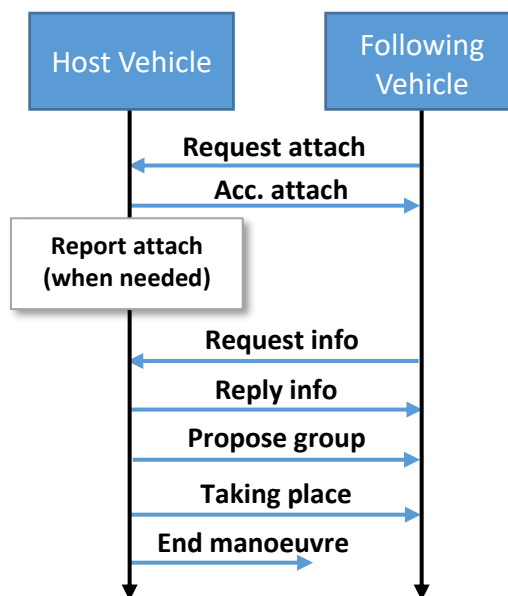 Host Vehicle
Following
Vehicle
Request attach
Acc. attach
Report attach
(when needed)
Request info
Reply info
Propose group
Taking place
End manoeuvre